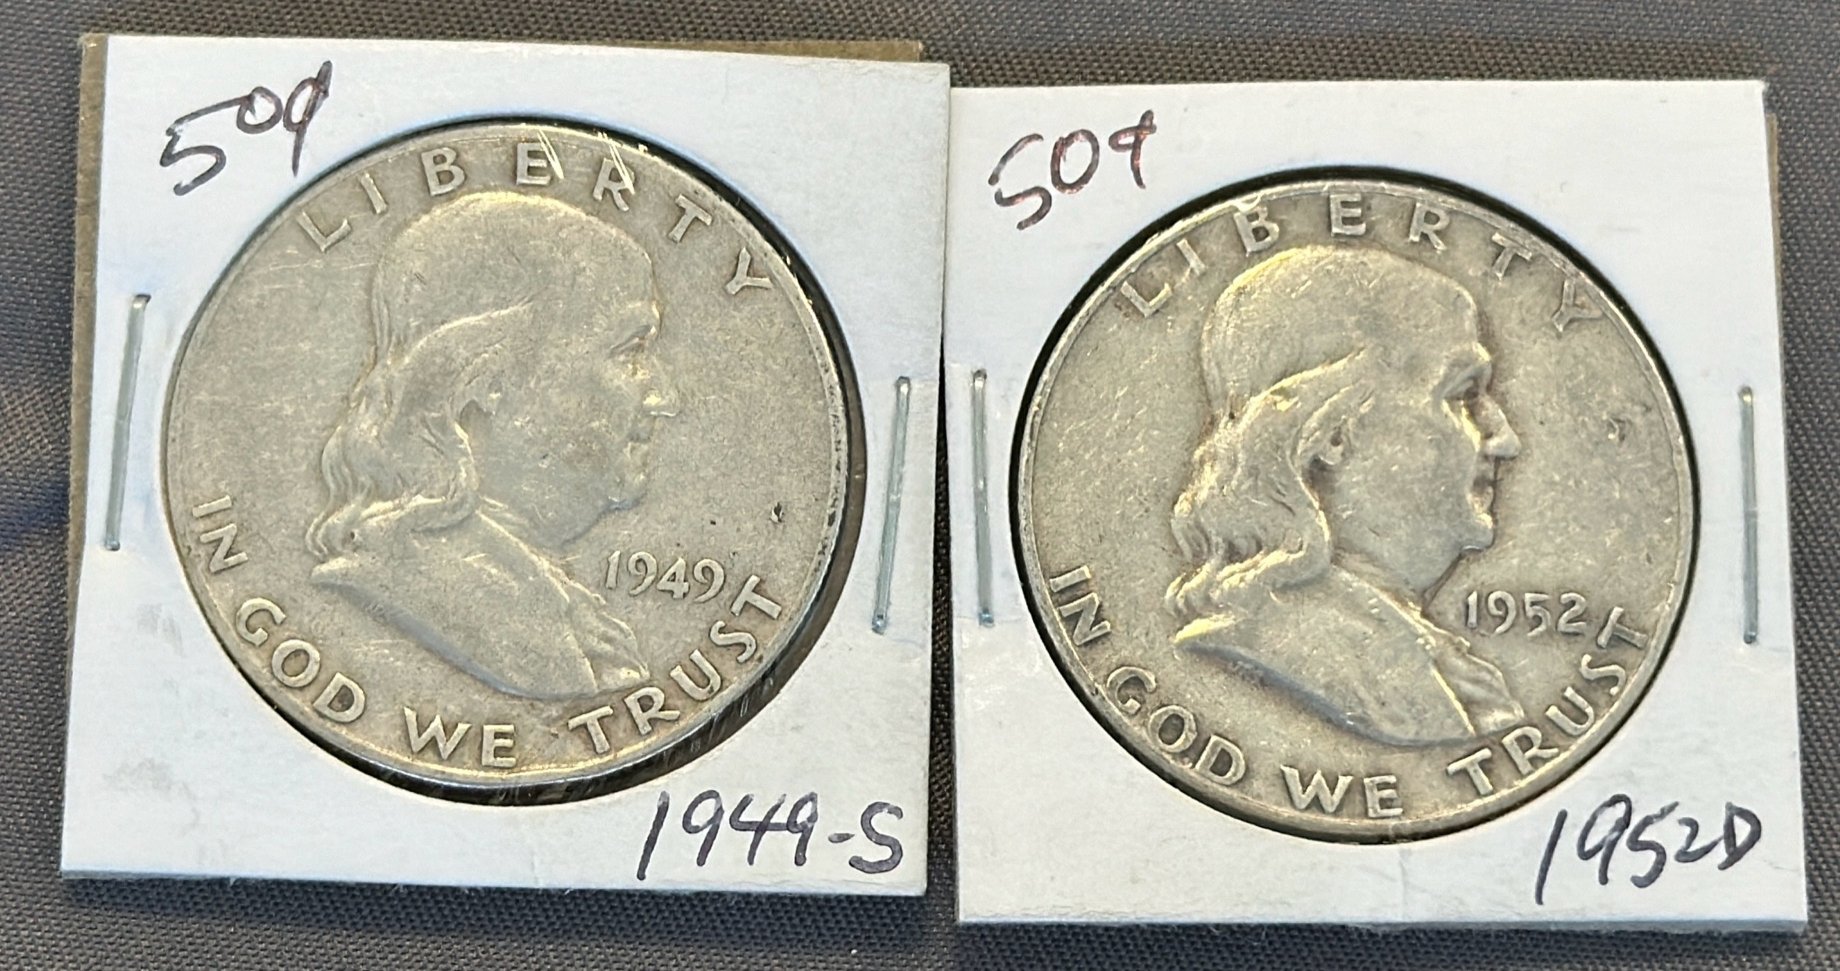 50¢
LIBERTY
IN GOD WE TRUST
1949
1949-S
50¢
LIBERTY
IN GOD WE TRUST
1952
1952D